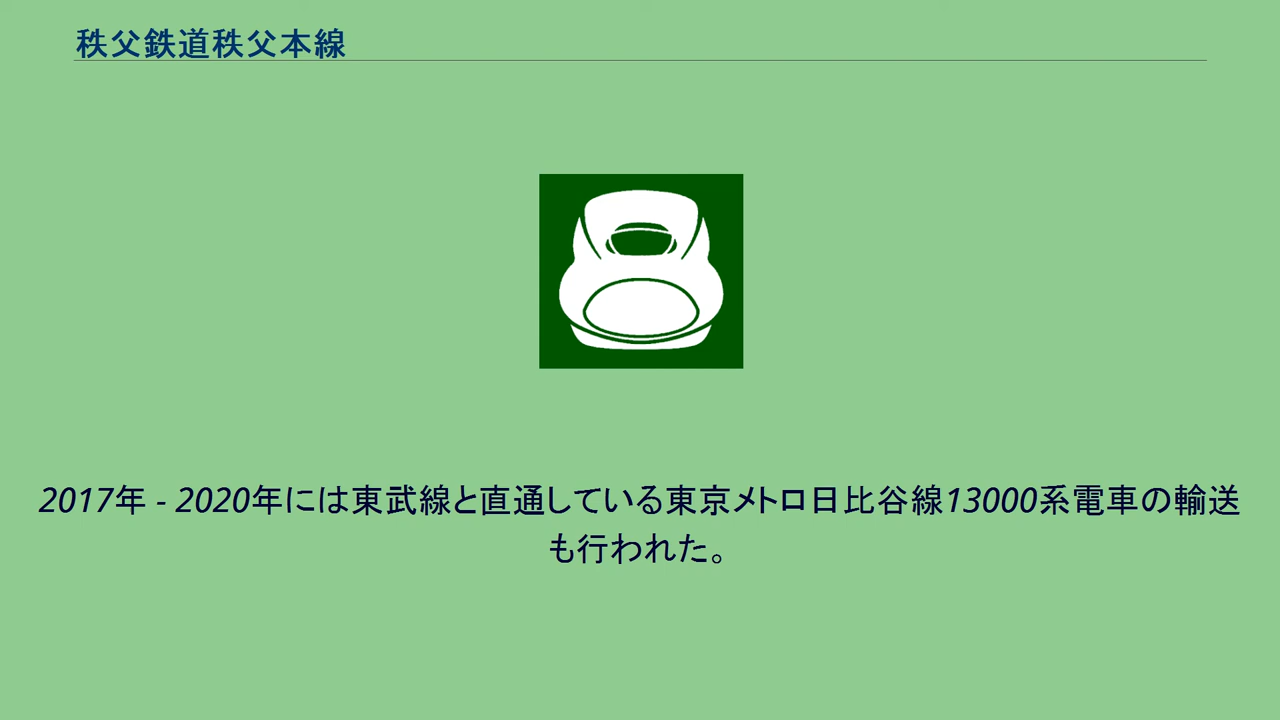 秩父鉄道秩父本線
2017年 - 2020年には東武線と直通している東京メトロ日比谷線13000系電車の輸送
も行われた。